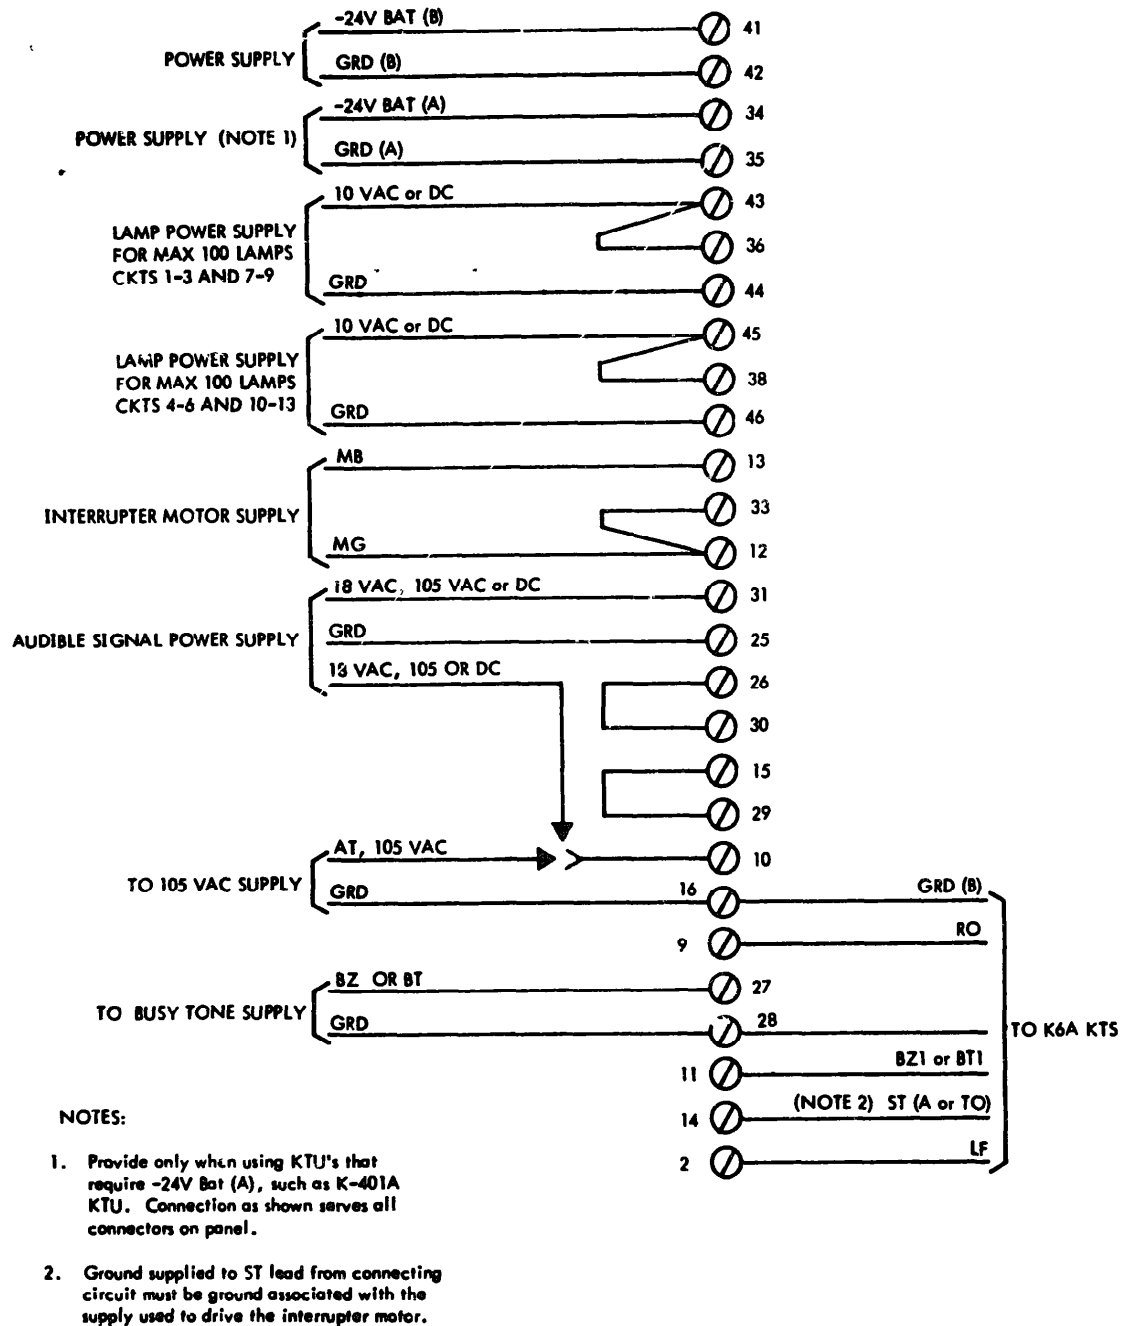 -24V BAT (B)
41
POWER SUPPLY
GRD (B)
42
-24V BAT (A)
34
POWER SUPPLY (NOTE 1)
GRD (A)
35
10 VAC or DC
43
LAMP POWER SUPPLY
FOR MAX 100 LAMPS
CKTS 1-3 AND 7-9
36
GRD
44
10 VAC or DC
45
LAMP POWER SUPPLY
FOR MAX 100 LAMPS
CKTS 4-6 AND 10-13
38
GRD
46
MB
13
INTERRUPTER MOTOR SUPPLY
33
MG
12
18 VAC, 105 VAC or DC
31
AUDIBLE SIGNAL POWER SUPPLY
GRD
25
18 VAC, 105 OR DC
26
30
15
29
AT, 105 VAC
10
TO 105 VAC SUPPLY
GRD
16
GRD (B)
9
RO
BZ OR BT
27
TO BUSY TONE SUPPLY
GRD
28
TO K6A KTS
11
BZ1 or BT1
14
(NOTE 2) ST (A or TO)
2
LF
NOTES:
1. Provide only when using KTU's that
require -24V Bat (A), such as K-401A
KTU. Connection as shown serves all
connectors on panel.
2. Ground supplied to ST lead from connecting
circuit must be ground associated with the
supply used to drive the interrupter motor.